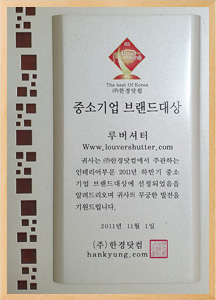 The best Of Korea
(주)한경닷컴
중소기업 브랜드대상
루버셔터
Www.louvershutter.com
귀사는 (주)한경닷컴에서 주관하는
인테리어부문 2011년 하반기 중소
기업 브랜드대상에 선정되었음을
알려드리오며 귀사의 무궁한 발전을
기원드립니다.
2011년 11월 1일
(주)한경닷컴
hankyung.com